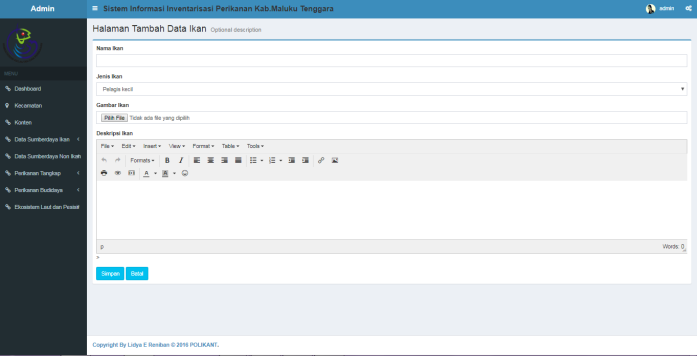 Admin
Sistem Informasi Inventarisasi Perikanan Kab.Maluku Tenggara
admin
Halaman Tambah Data Ikan Optional description
MENU
Dashboard
Kecamatan
Konten
Data Sumberdaya Ikan
Data Sumberdaya Non Ikan
Perikanan Tangkap
Perikanan Budidaya
Ekosistem Laut dan Pesisir
Nama Ikan
Jenis Ikan
Pelagis kecil
Gambar Ikan
Pilih File Tidak ada file yang dipilih
Deskripsi Ikan
File Edit Insert View Format Table Tools
Formats B I
A A
p
Words: 0
>
Simpan Batal
Copyright By Lidya E Reniban © 2016 POLIKANT.